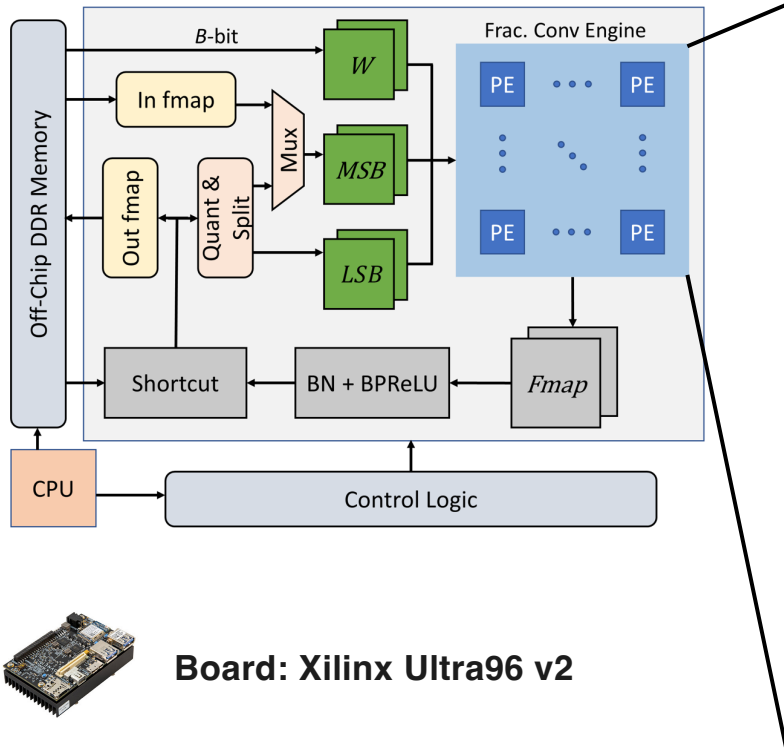 B-bit
Frac. Conv Engine
W
PE
PE
In fmap
Off-Chip DDR Memory
Mux
MSB
Out fmap
Quant &
Split
PE
PE
LSB
Shortcut
BN + BPReLU
Fmap
CPU
Control Logic
Board: Xilinx Ultra96 v2